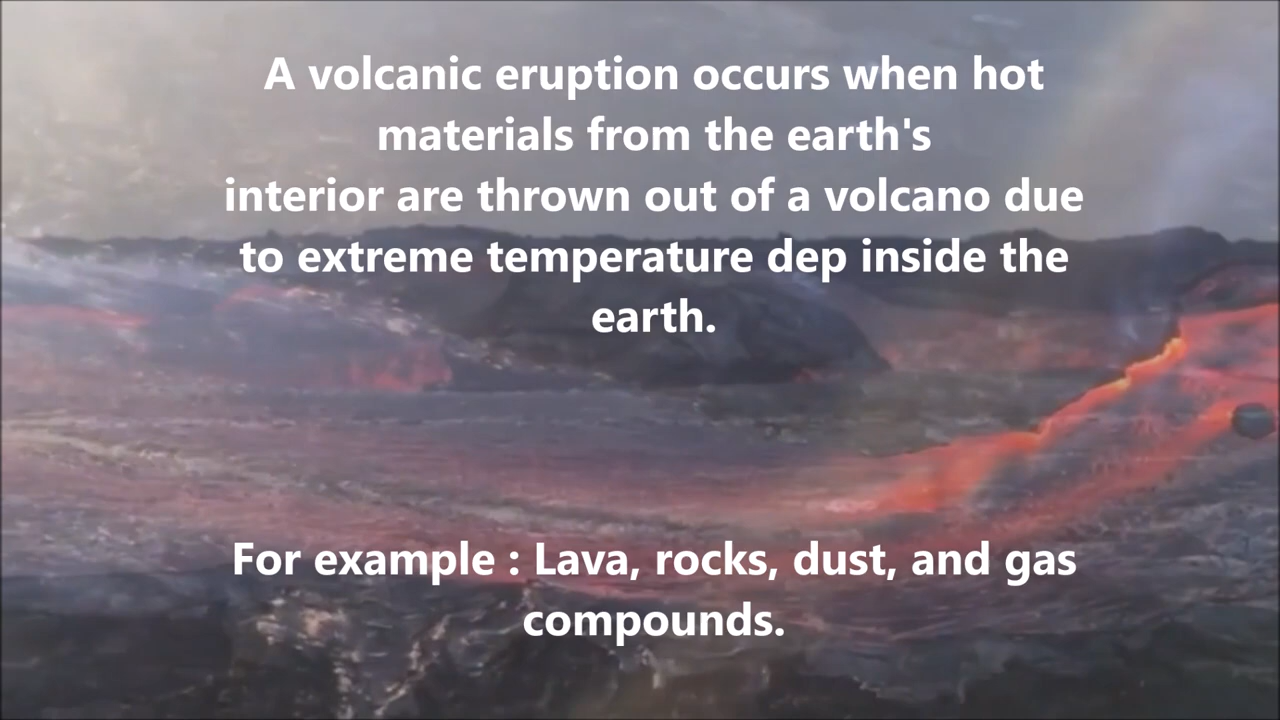 A volcanic eruption occurs when hot
materials from the earth's
interior are thrown out of a volcano due
to extreme temperature dep inside the
earth.
For example : Lava, rocks, dust, and gas
compounds.